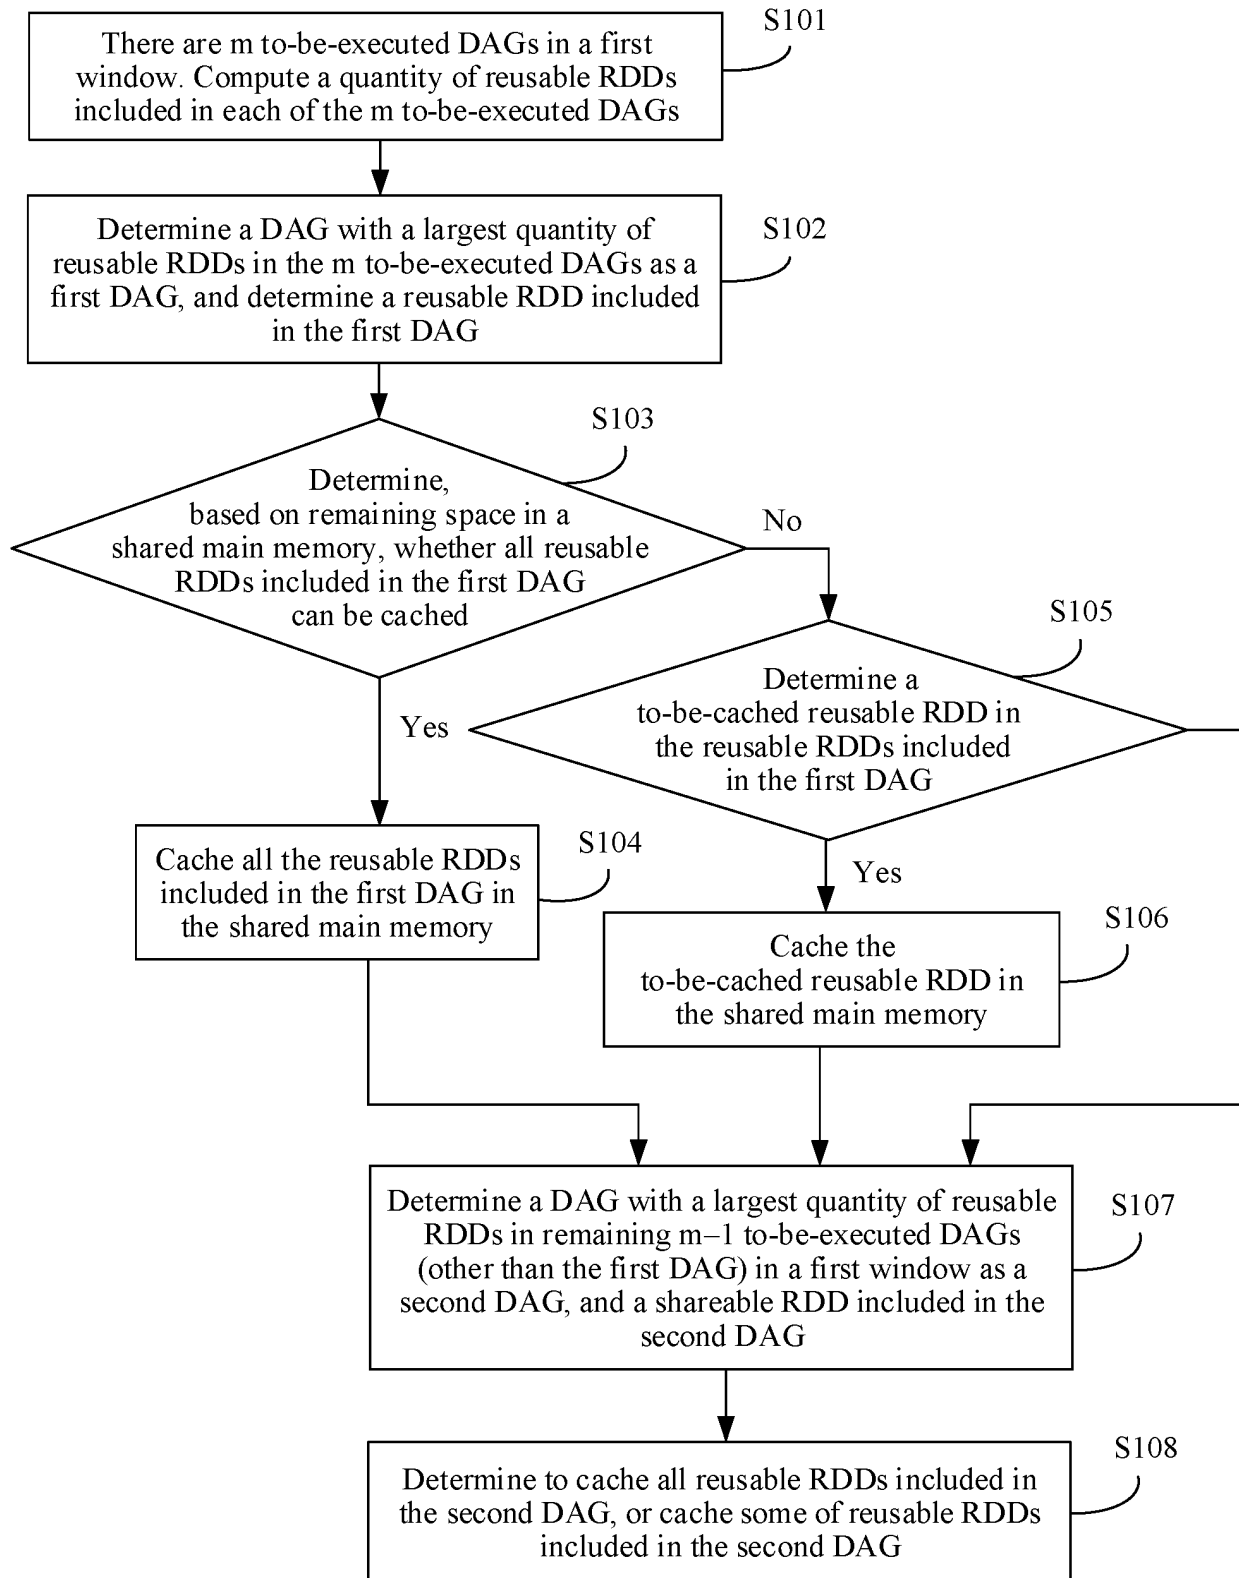 S101
There are m to-be-executed DAGs in a first
window. Compute a quantity of reusable RDDs
included in each of the m to-be-executed DAGs
S102
Determine a DAG with a largest quantity of
reusable RDDs in the m to-be-executed DAGs as a
first DAG, and determine a reusable RDD included
in the first DAG
S103
Determine,
based on remaining space in a
shared main memory, whether all reusable
RDDs included in the first DAG
can be cached
No
S105
Determine a
to-be-cached reusable RDD in
the reusable RDDs included
in the first DAG
Yes
S104
Cache all the reusable RDDs
included in the first DAG in
the shared main memory
Yes
S106
Cache the
to-be-cached reusable RDD in
the shared main memory
S107
Determine a DAG with a largest quantity of reusable
RDDs in remaining m–1 to-be-executed DAGs
(other than the first DAG) in a first window as a
second DAG, and a shareable RDD included in the
second DAG
S108
Determine to cache all reusable RDDs included in
the second DAG, or cache some of reusable RDDs
included in the second DAG